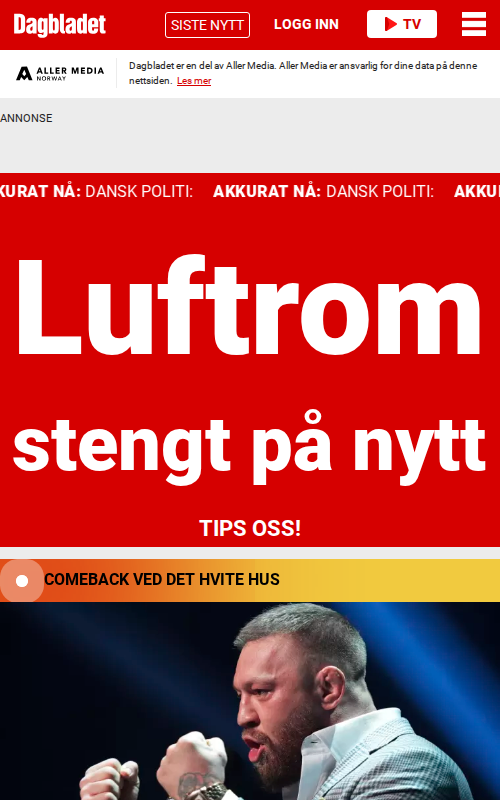 Dagbladet SISTE NYTT LOGG INN TV
ALLER MEDIA NORWAY
Dagbladet er en del av Aller Media. Aller Media er ansvarlig for dine data på denne
nettsiden. Les mer
ANNONSE
KURAT NÅ: DANSK POLITI: AKKURAT NÅ: DANSK POLITI: AKKU
Luftrom
stengt på nytt
TIPS OSS!
COMEBACK VED DET HVITE HUS